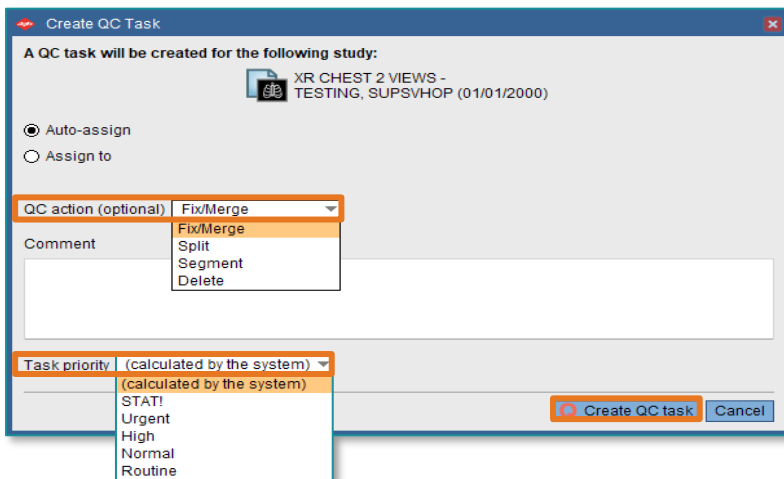 Create QC Task
A QC task will be created for the following study:
XR CHEST 2 VIEWS -
TESTING, SUPSVHOP (01/01/2000)
Auto-assign
Assign to
QC action (optional) Fix/Merge
Fix/Merge
Split
Segment
Delete
Comment
Task priority (calculated by the system)
(calculated by the system)
STAT!
Urgent
High
Normal
Routine
Create QC task Cancel